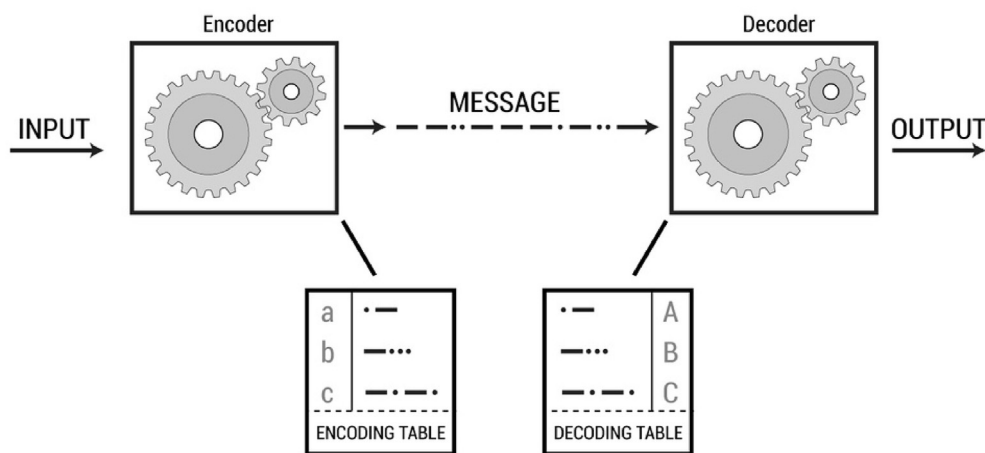 Encoder
Decoder
INPUT
MESSAGE
OUTPUT
a
b
c
ENCODING TABLE
A
B
C
DECODING TABLE